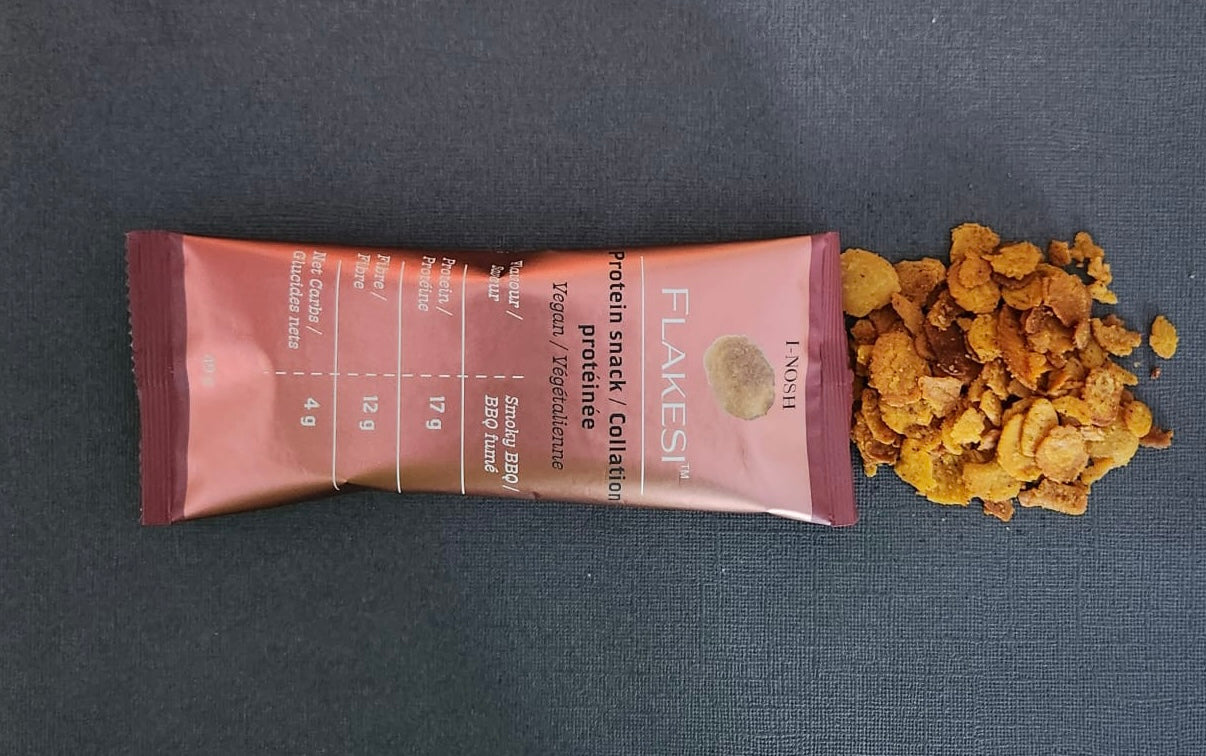 I-NOSH
FLAKESI™
Protein snack / Collation
protéinée
Vegan / Végétalienne
Flavour /
Saveur
Smoky BBQ /
BBQ fumé
Protein /
Protéine
17 g
Fibre /
Fibre
12 g
Net Carbs /
Glucides nets
4 g